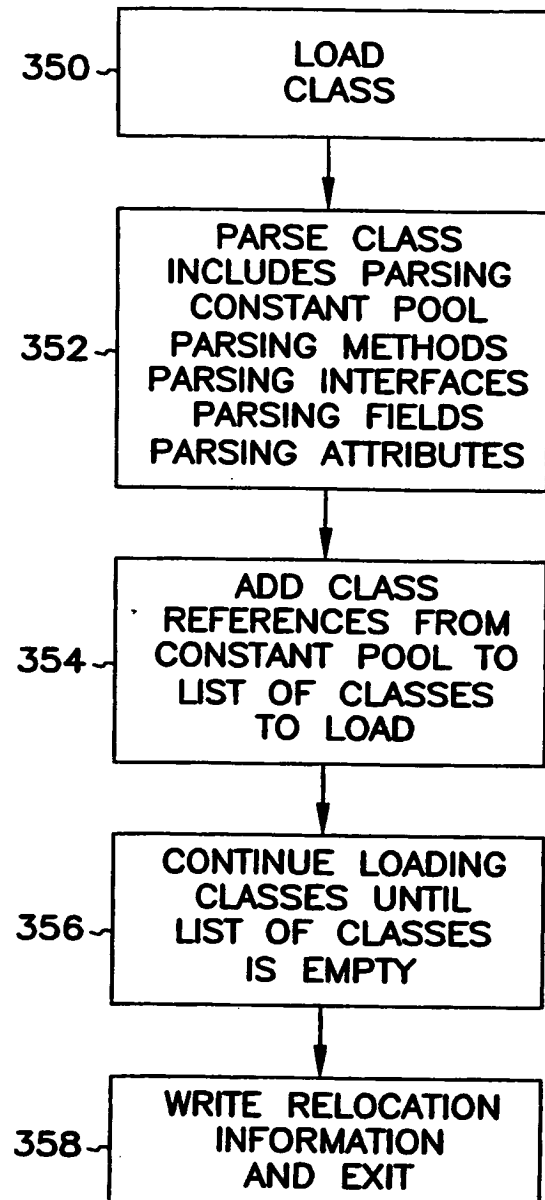 350
LOAD
CLASS
352
PARSE CLASS
INCLUDES PARSING
CONSTANT POOL
PARSING METHODS
PARSING INTERFACES
PARSING FIELDS
PARSING ATTRIBUTES
354
ADD CLASS
REFERENCES FROM
CONSTANT POOL TO
LIST OF CLASSES
TO LOAD
356
CONTINUE LOADING
CLASSES UNTIL
LIST OF CLASSES
IS EMPTY
358
WRITE RELOCATION
INFORMATION
AND EXIT